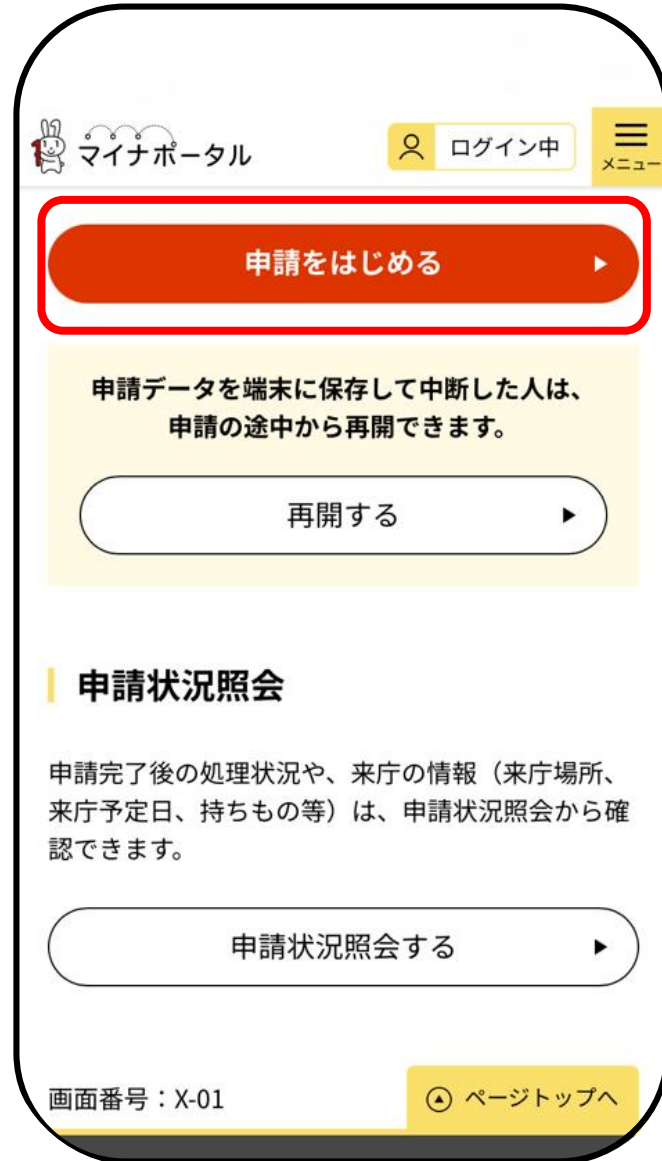 マイナポータル
ログイン中
メニュー
申請をはじめる
申請データを端末に保存して中断した人は、
申請の途中から再開できます。
再開する
申請状況照会
申請完了後の処理状況や、来庁の情報（来庁場所、
来庁予定日、持ちもの等）は、申請状況照会から確
認できます。
申請状況照会する
画面番号：X-01
ページトップへ